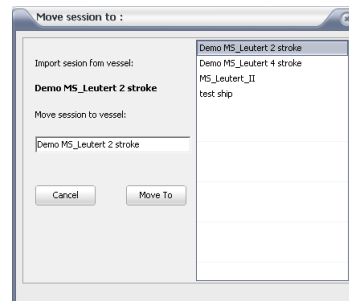 Move session to :
Import sesion fom vessel:
Demo MS_Leutert 2 stroke
Move session to vessel:
Demo MS_Leutert 2 stroke
Cancel
Move To
Demo MS_Leutert 2 stroke
Demo MS_Leutert 4 stroke
MS_Leutert_II
test ship